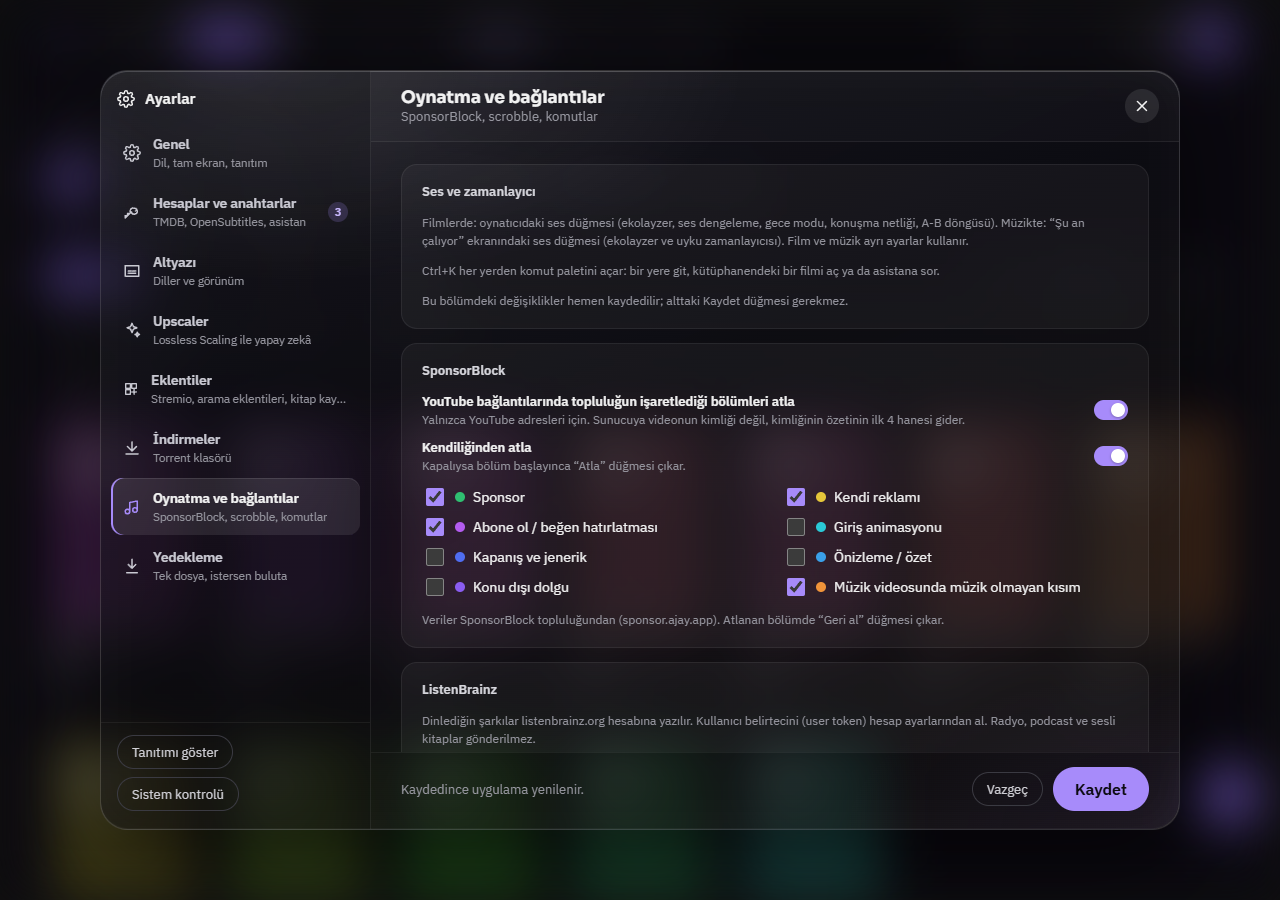 Ayarlar
Genel
Dil, tam ekran, tanıtım
Hesaplar ve anahtarlar
TMDB, OpenSubtitles, asistan
3
Altyazı
Diller ve görünüm
Upscaler
Lossless Scaling ile yapay zekâ
Eklentiler
Stremio, arama eklentileri, kitap kay...
İndirmeler
Torrent klasörü
Oynatma ve bağlantılar
SponsorBlock, scrobble, komutlar
Yedekleme
Tek dosya, istersen buluta
Tanıtımı göster
Sistem kontrolü
Oynatma ve bağlantılar
SponsorBlock, scrobble, komutlar
Ses ve zamanlayıcı
Filmlerde: oynatıcıdaki ses düğmesi (ekolayzer, ses dengeleme, gece modu, konuşma netliği, A-B döngüsü). Müzikte: “Şu an
çalıyor” ekranındaki ses düğmesi (ekolayzer ve uyku zamanlayıcısı). Film ve müzik ayrı ayarlar kullanır.
Ctrl+K her yerden komut paletini açar: bir yere git, kütüphanendeki bir filmi aç ya da asistana sor.
Bu bölümdeki değişiklikler hemen kaydedilir; alttaki Kaydet düğmesi gerekmez.
SponsorBlock
YouTube bağlantılarında topluluğun işaretlediği bölümleri atla
Yalnızca YouTube adresleri için. Sunucuya videonun kimliği değil, kimliğinin özetinin ilk 4 hanesi gider.
Kendiliğinden atla
Kapalıysa bölüm başlayınca “Atla” düğmesi çıkar.
Sponsor
Kendi reklamı
Abone ol / beğen hatırlatması
Giriş animasyonu
Kapanış ve jenerik
Önizleme / özet
Konu dışı dolgu
Müzik videosunda müzik olmayan kısım
Veriler SponsorBlock topluluğundan (sponsor.ajay.app). Atlanan bölümde “Geri al” düğmesi çıkar.
ListenBrainz
Dinlediğin şarkılar listenbrainz.org hesabına yazılır. Kullanıcı belirtecini (user token) hesap ayarlarından al. Radyo, podcast ve sesli
kitaplar gönderilmez.
Kaydedince uygulama yenilenir.
Vazgeç
Kaydet